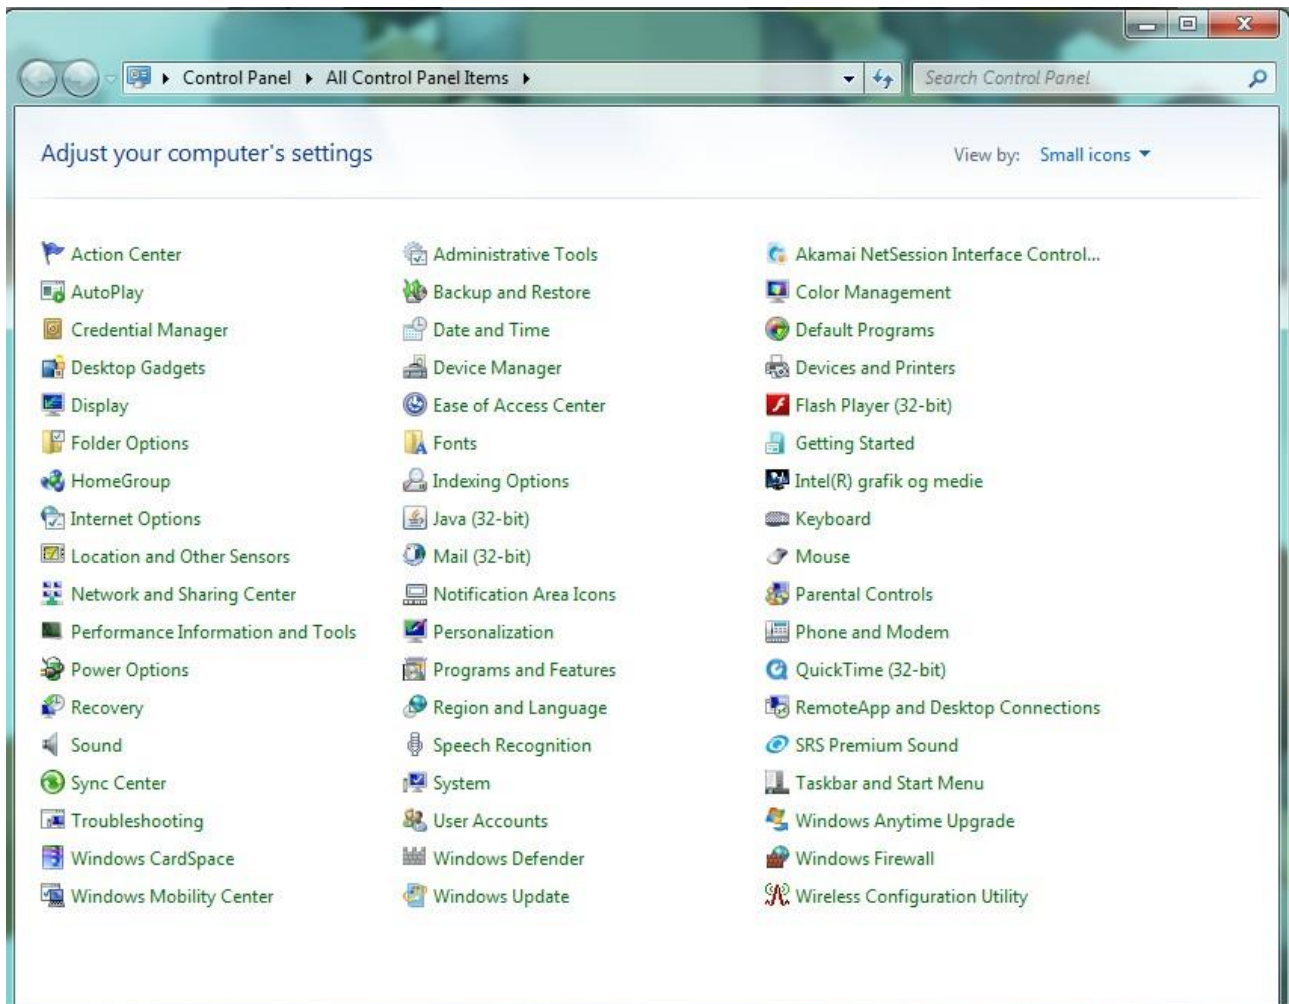 Control Panel All Control Panel Items Search Control Panel
Adjust your computer's settings View by: Small icons
Action Center Administrative Tools Akamai NetSession Interface Control...
AutoPlay Backup and Restore Color Management
Credential Manager Date and Time Default Programs
Desktop Gadgets Device Manager Devices and Printers
Display Ease of Access Center Flash Player (32-bit)
Folder Options Fonts Getting Started
HomeGroup Indexing Options Intel(R) grafik og medie
Internet Options Java (32-bit) Keyboard
Location and Other Sensors Mail (32-bit) Mouse
Network and Sharing Center Notification Area Icons Parental Controls
Performance Information and Tools Personalization Phone and Modem
Power Options Programs and Features QuickTime (32-bit)
Recovery Region and Language RemoteApp and Desktop Connections
Sound Speech Recognition SRS Premium Sound
Sync Center System Taskbar and Start Menu
Troubleshooting User Accounts Windows Anytime Upgrade
Windows CardSpace Windows Defender Windows Firewall
Windows Mobility Center Windows Update Wireless Configuration Utility